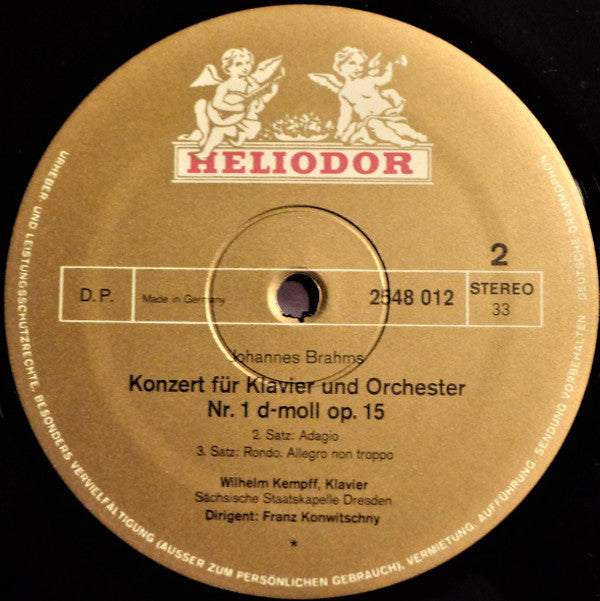 HELIODOR
2
D.P.
Made in Germany
2548 012
STEREO
33
Johannes Brahms
Konzert für Klavier und Orchester
Nr. 1 d-moll op. 15
2. Satz: Adagio
3. Satz: Rondo. Allegro non troppo
Wilhelm Kempff, Klavier
Sächsische Staatskapelle Dresden
Dirigent: Franz Konwitschny
*
URHEBER- UND LEISTUNGSSCHUTZRECHTE, BESONDERS VERVIELFÄLTIGUNG (AUSSER ZUM PERSÖNLICHEN GEBRAUCH), VERMIETUNG, AUFFÜHRUNG, SENDUNG VORBEHALTEN DEUTSCHE GRAMMOPHON